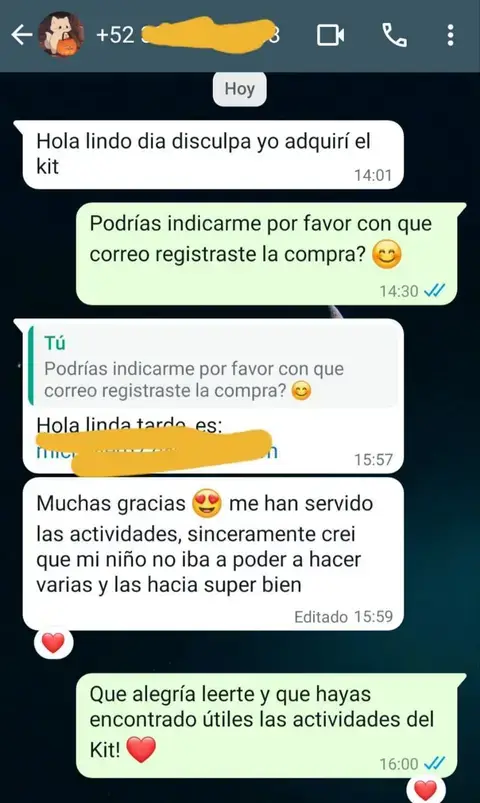 +52
Hoy
Hola lindo dia disculpa yo adquirí el
kit
14:01
Podrías indicarme por favor con que
correo registraste la compra? 😊
14:30
Tú
Podrías indicarme por favor con que
correo registraste la compra? 😊
Hola linda tarde, es:
15:57
Muchas gracias 😍 me han servido
las actividades, sinceramente crei
que mi niño no iba a poder a hacer
varias y las hacia super bien
Editado 15:59
Que alegría leerte y que hayas
encontrado útiles las actividades del
Kit! ❤️
16:00